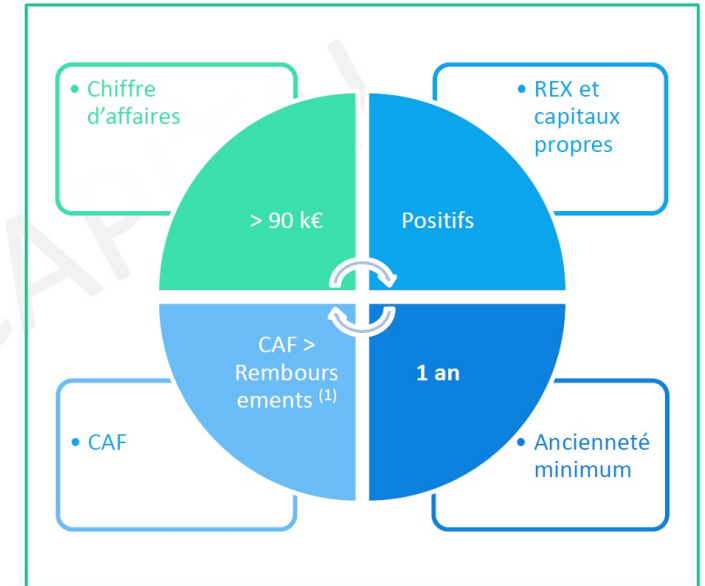 • Chiffre
d’affaires
• REX et
capitaux
propres
> 90 k€
Positifs
CAF >
Rembours
ements (1)
1 an
• CAF
• Ancienneté
minimum